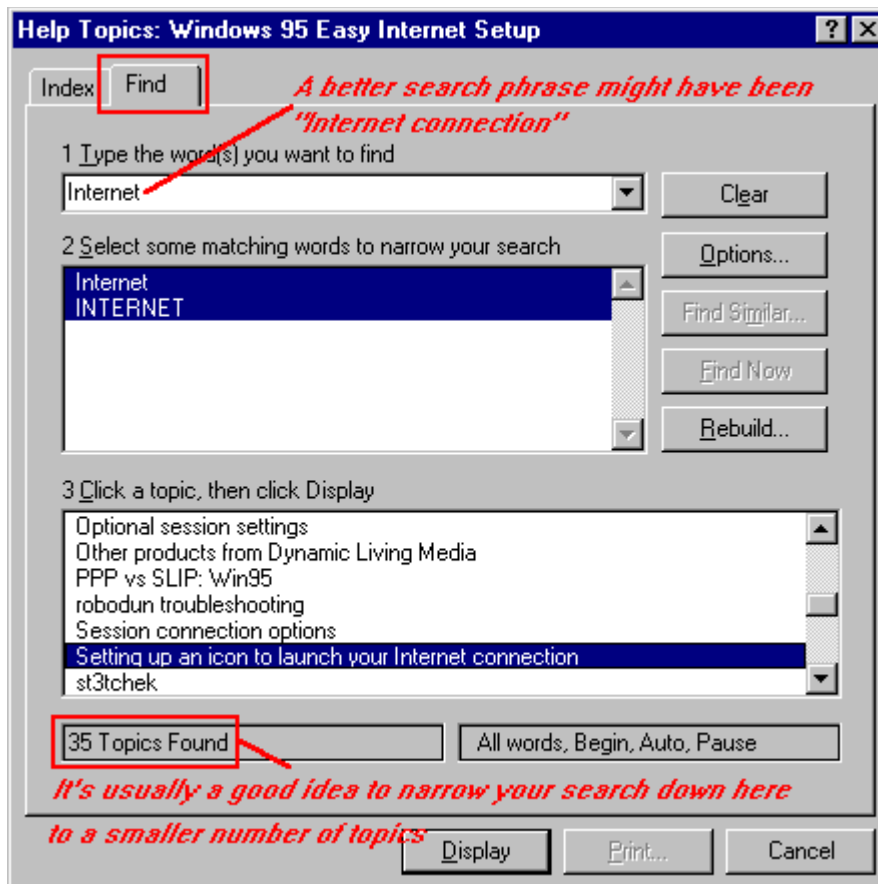 Help Topics: Windows 95 Easy Internet Setup
Index
Find
A better search phrase might have been
"Internet connection"
1 Type the word(s) you want to find
Internet
Clear
2 Select some matching words to narrow your search
Options...
Internet
INTERNET
Find Similar...
Find Now
Rebuild...
3 Click a topic, then click Display
Optional session settings
Other products from Dynamic Living Media
PPP vs SLIP: Win95
robodun troubleshooting
Session connection options
Setting up an icon to launch your Internet connection
st3tchek
35 Topics Found
All words, Begin, Auto, Pause
It's usually a good idea to narrow your search down here
to a smaller number of topics
Display
Print...
Cancel